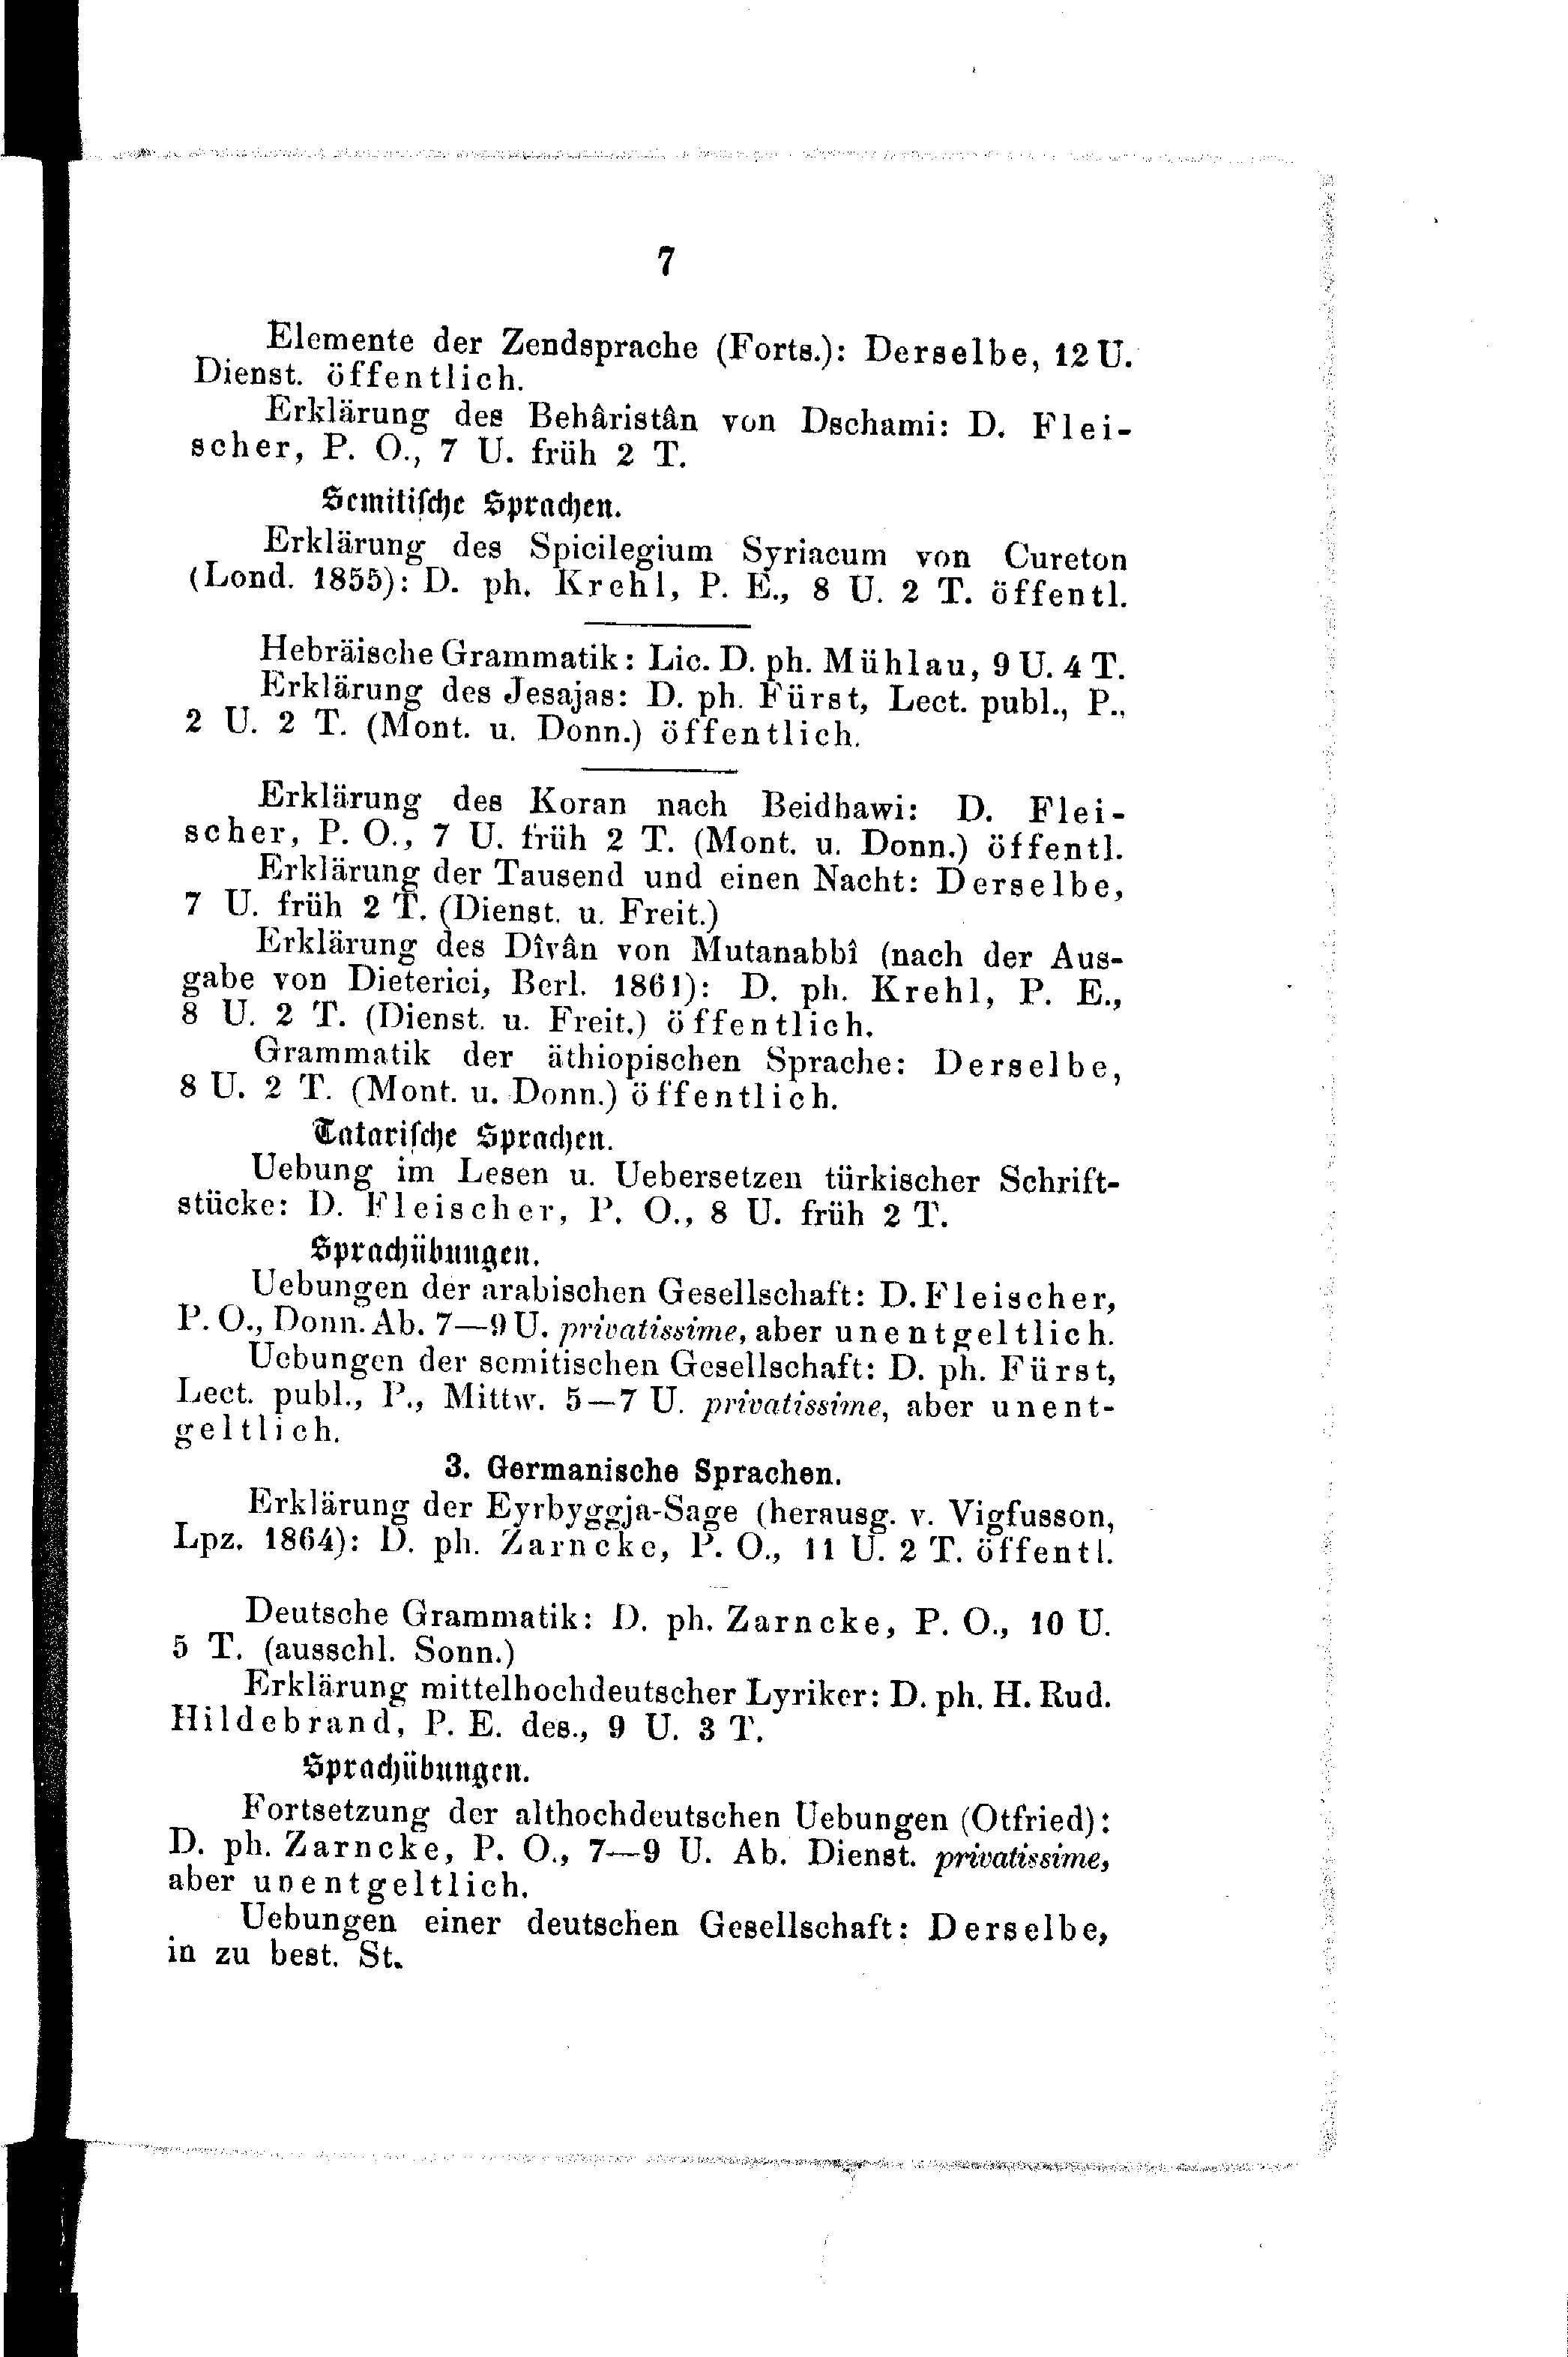 7
Elemente der Zendsprache (Forts.): Derselbe, 12 U.
Dienst. öffentlich.
Erklärung des Behâristân von Dschami: D. Flei-
scher, P. O., 7 U. früh 2 T.
Semitische Sprachen.
Erklärung des Spicilegium Syriacum von Cureton
(Lond. 1855): D. ph. Krehl, P. E., 8 U. 2 T. öffentl.
Hebräische Grammatik: Lic. D. ph. Mühlau, 9 U. 4 T.
Erklärung des Jesajas: D. ph. Fürst, Lect. publ., P.,
2 U. 2 T. (Mont. u. Donn.) öffentlich.
Erklärung des Koran nach Beidhawi: D. Flei-
scher, P. O., 7 U. früh 2 T. (Mont. u. Donn.) öffentl.
Erklärung der Tausend und einen Nacht: Derselbe,
7 U. früh 2 T. (Dienst. u. Freit.)
Erklärung des Dîvân von Mutanabbî (nach der Aus-
gabe von Dieterici, Berl. 1861): D. ph. Krehl, P. E.,
8 U. 2 T. (Dienst. u. Freit.) öffentlich.
Grammatik der äthiopischen Sprache: Derselbe,
8 U. 2 T. (Mont. u. Donn.) öffentlich.
Tatarische Sprachen.
Uebung im Lesen u. Uebersetzen türkischer Schrift-
stücke: D. Fleischer, P. O., 8 U. früh 2 T.
Sprachübungen.
Uebungen der arabischen Gesellschaft: D. Fleischer,
P. O., Donn. Ab. 7—9 U. privatissime, aber unentgeltlich.
Uebungen der semitischen Gesellschaft: D. ph. Fürst,
Lect. publ., P., Mittw. 5—7 U. privatissime, aber unent-
geltlich.
3. Germanische Sprachen.
Erklärung der Eyrbyggja-Sage (herausg. v. Vigfusson,
Lpz. 1864): D. ph. Zarncke, P. O., 11 U. 2 T. öffentl.
Deutsche Grammatik: D. ph. Zarncke, P. O., 10 U.
5 T. (ausschl. Sonn.)
Erklärung mittelhochdeutscher Lyriker: D. ph. H. Rud.
Hildebrand, P. E. des., 9 U. 3 T.
Sprachübungen.
Fortsetzung der althochdeutschen Uebungen (Otfried):
D. ph. Zarncke, P. O., 7—9 U. Ab. Dienst. privatissime,
aber unentgeltlich.
Uebungen einer deutschen Gesellschaft: Derselbe,
in zu best. St.